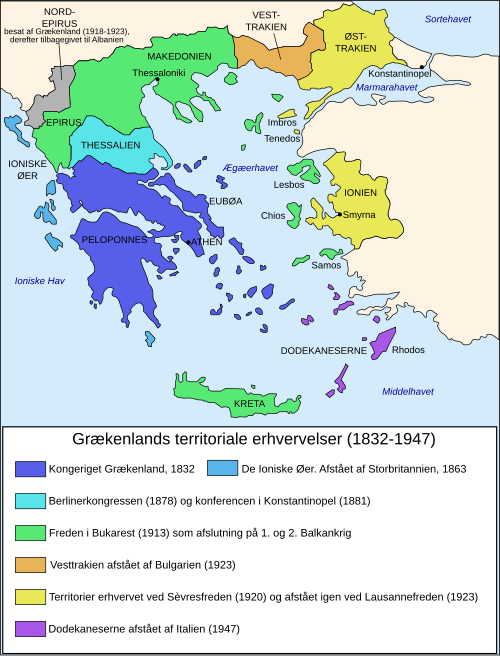 NORD-
EPIRUS
besat af Grækenland (1918-1923),
derefter tilbagegivet til Albanien
VEST-
TRAKIEN
ØST-
TRAKIEN
Sortehavet
MAKEDONIEN
Thessaloniki
Konstantinopel
Marmarahavet
EPIRUS
Imbros
Tenedos
THESSALIEN
IONISKE
ØER
Ægæerhavet
Lesbos
IONIEN
EUBØA
Chios
Smyrna
PELOPONNES
ATHEN
Samos
Ioniske Hav
DODEKANESERNE
Rhodos
Middelhavet
KRETA
Grækenlands territoriale erhvervelser (1832-1947)
Kongeriget Grækenland, 1832
De Ioniske Øer. Afstået af Storbritannien, 1863
Berlinerkongressen (1878) og konferencen i Konstantinopel (1881)
Freden i Bukarest (1913) som afslutning på 1. og 2. Balkankrig
Vesttrakien afstået af Bulgarien (1923)
Territorier erhvervet ved Sèvresfreden (1920) og afstået igen ved Lausannefreden (1923)
Dodekaneserne afstået af Italien (1947)